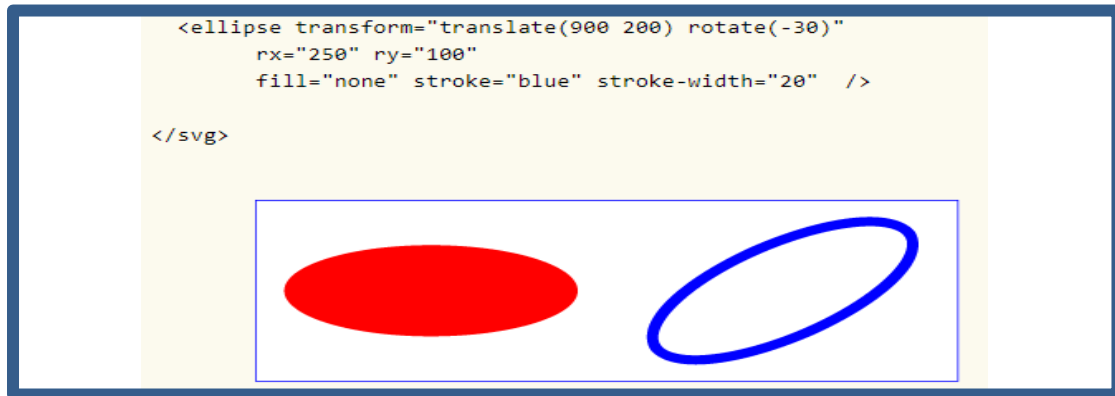 <ellipse transform="translate(900 200) rotate(-30)"
rx="250" ry="100"
fill="none" stroke="blue" stroke-width="20"  />
</svg>